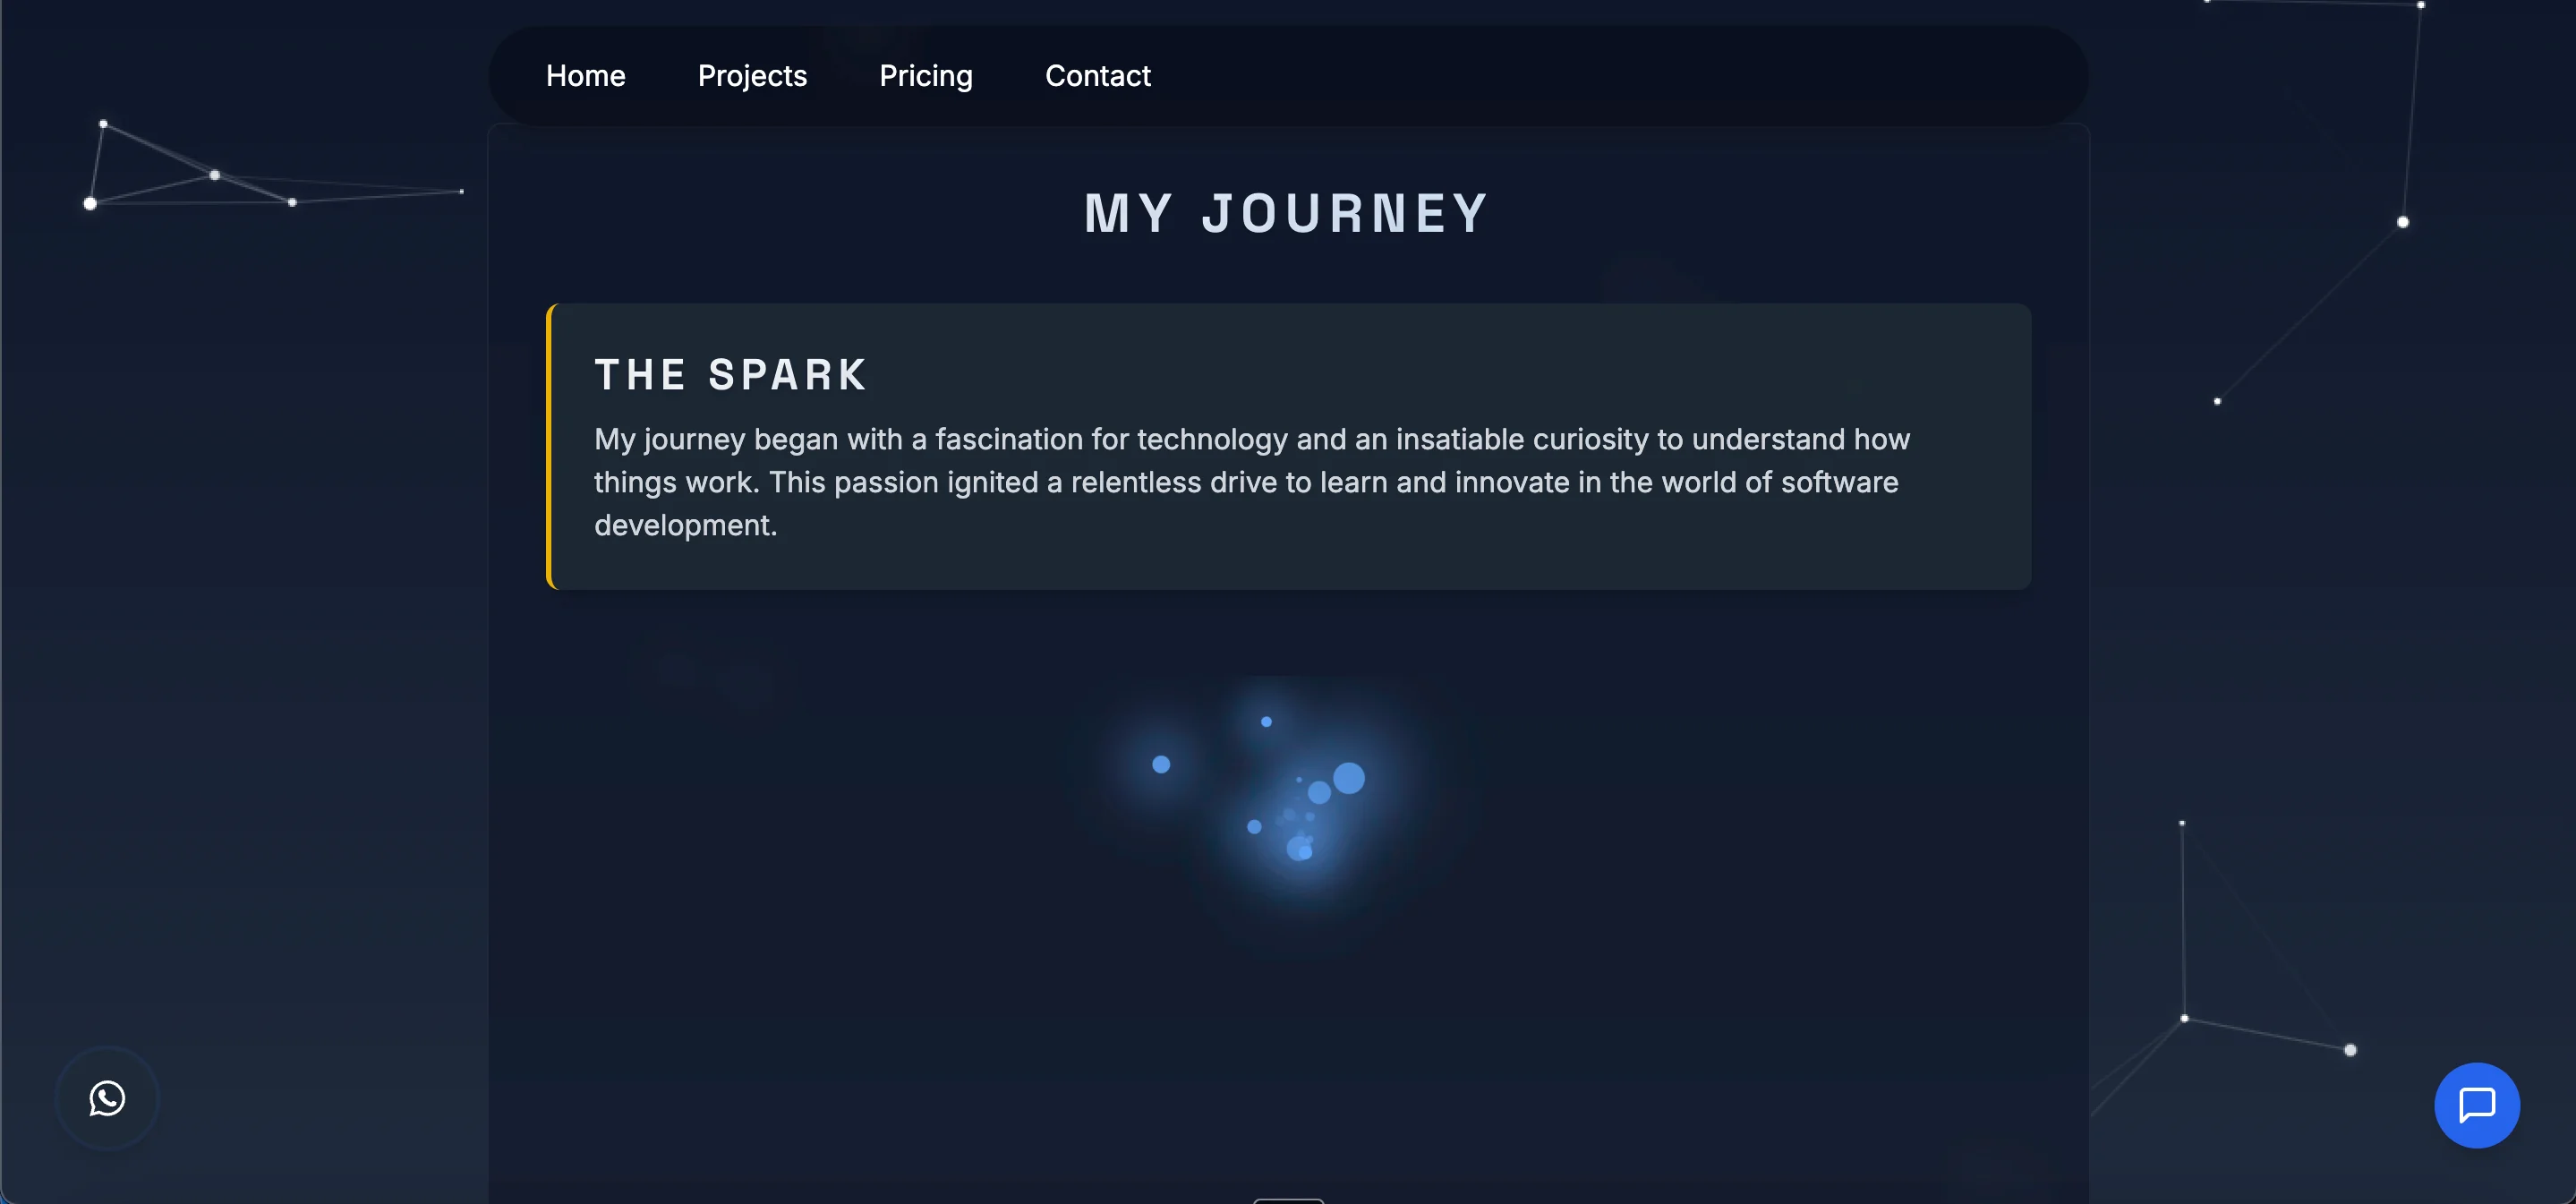 Home Projects Pricing Contact
MY JOURNEY
THE SPARK
My journey began with a fascination for technology and an insatiable curiosity to understand how
things work. This passion ignited a relentless drive to learn and innovate in the world of software
development.